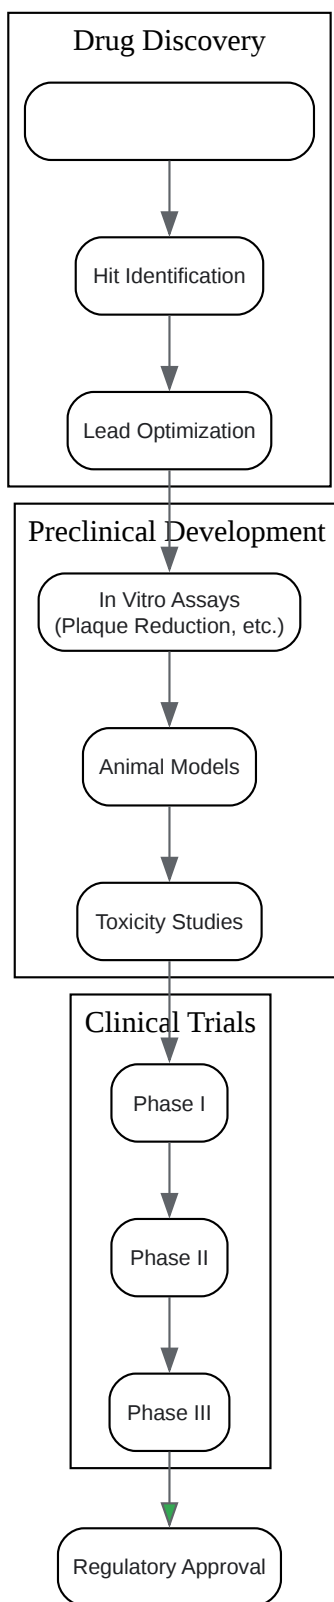 Drug Discovery
Hit Identification
Lead Optimization
Preclinical Development
In Vitro Assays
(Plaque Reduction, etc.)
Animal Models
Toxicity Studies
Clinical Trials
Phase I
Phase II
Phase III
Regulatory Approval